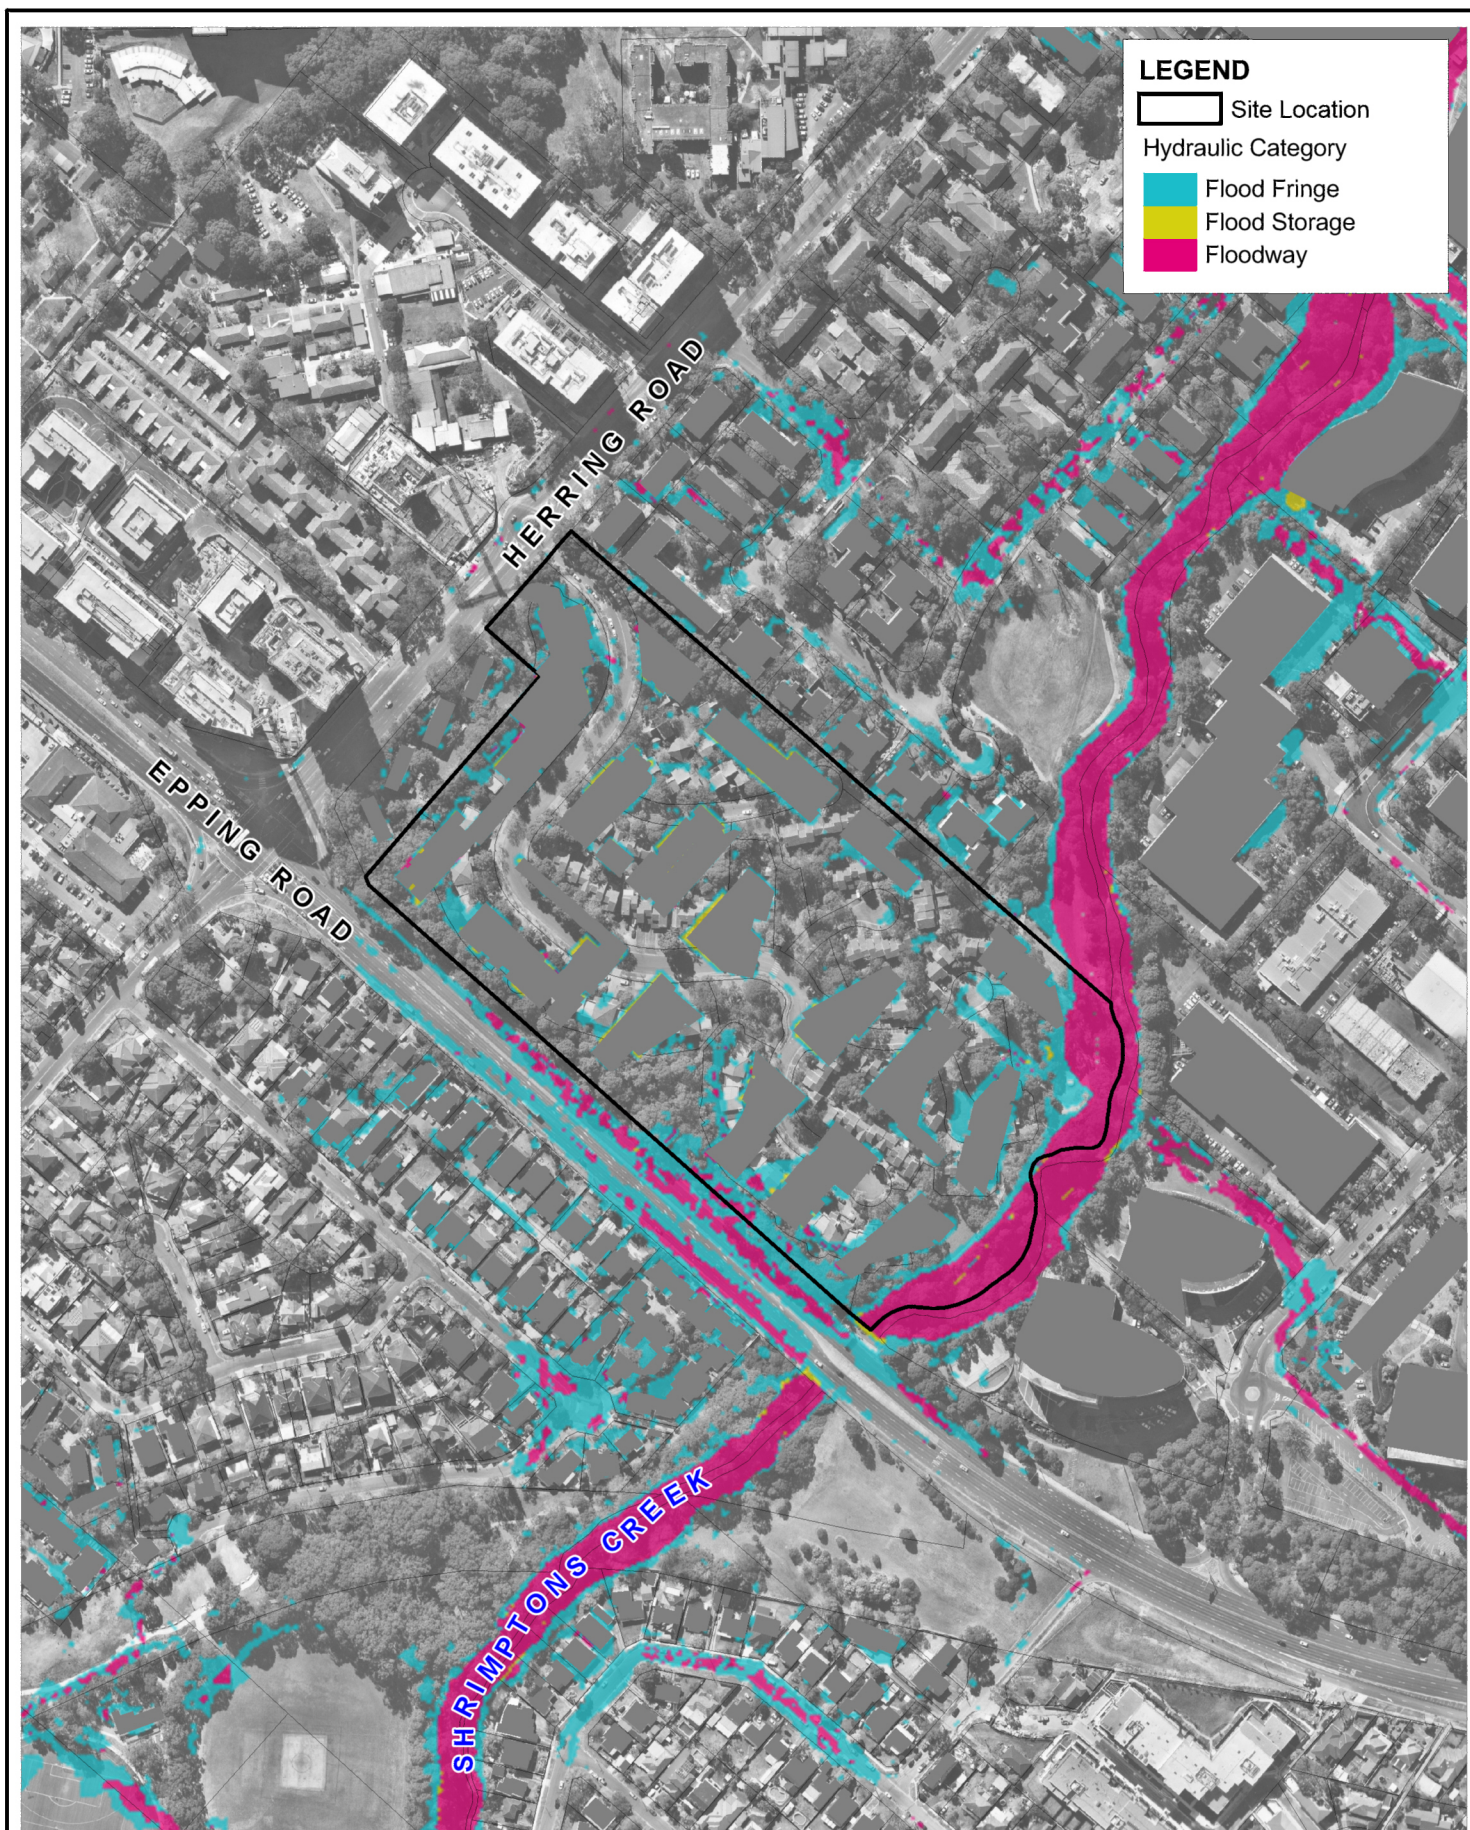 LEGEND
Site Location
Hydraulic Category
Flood Fringe
Flood Storage
Floodway
HERRING ROAD
EPPING ROAD
SHRIMPTONS CREEK